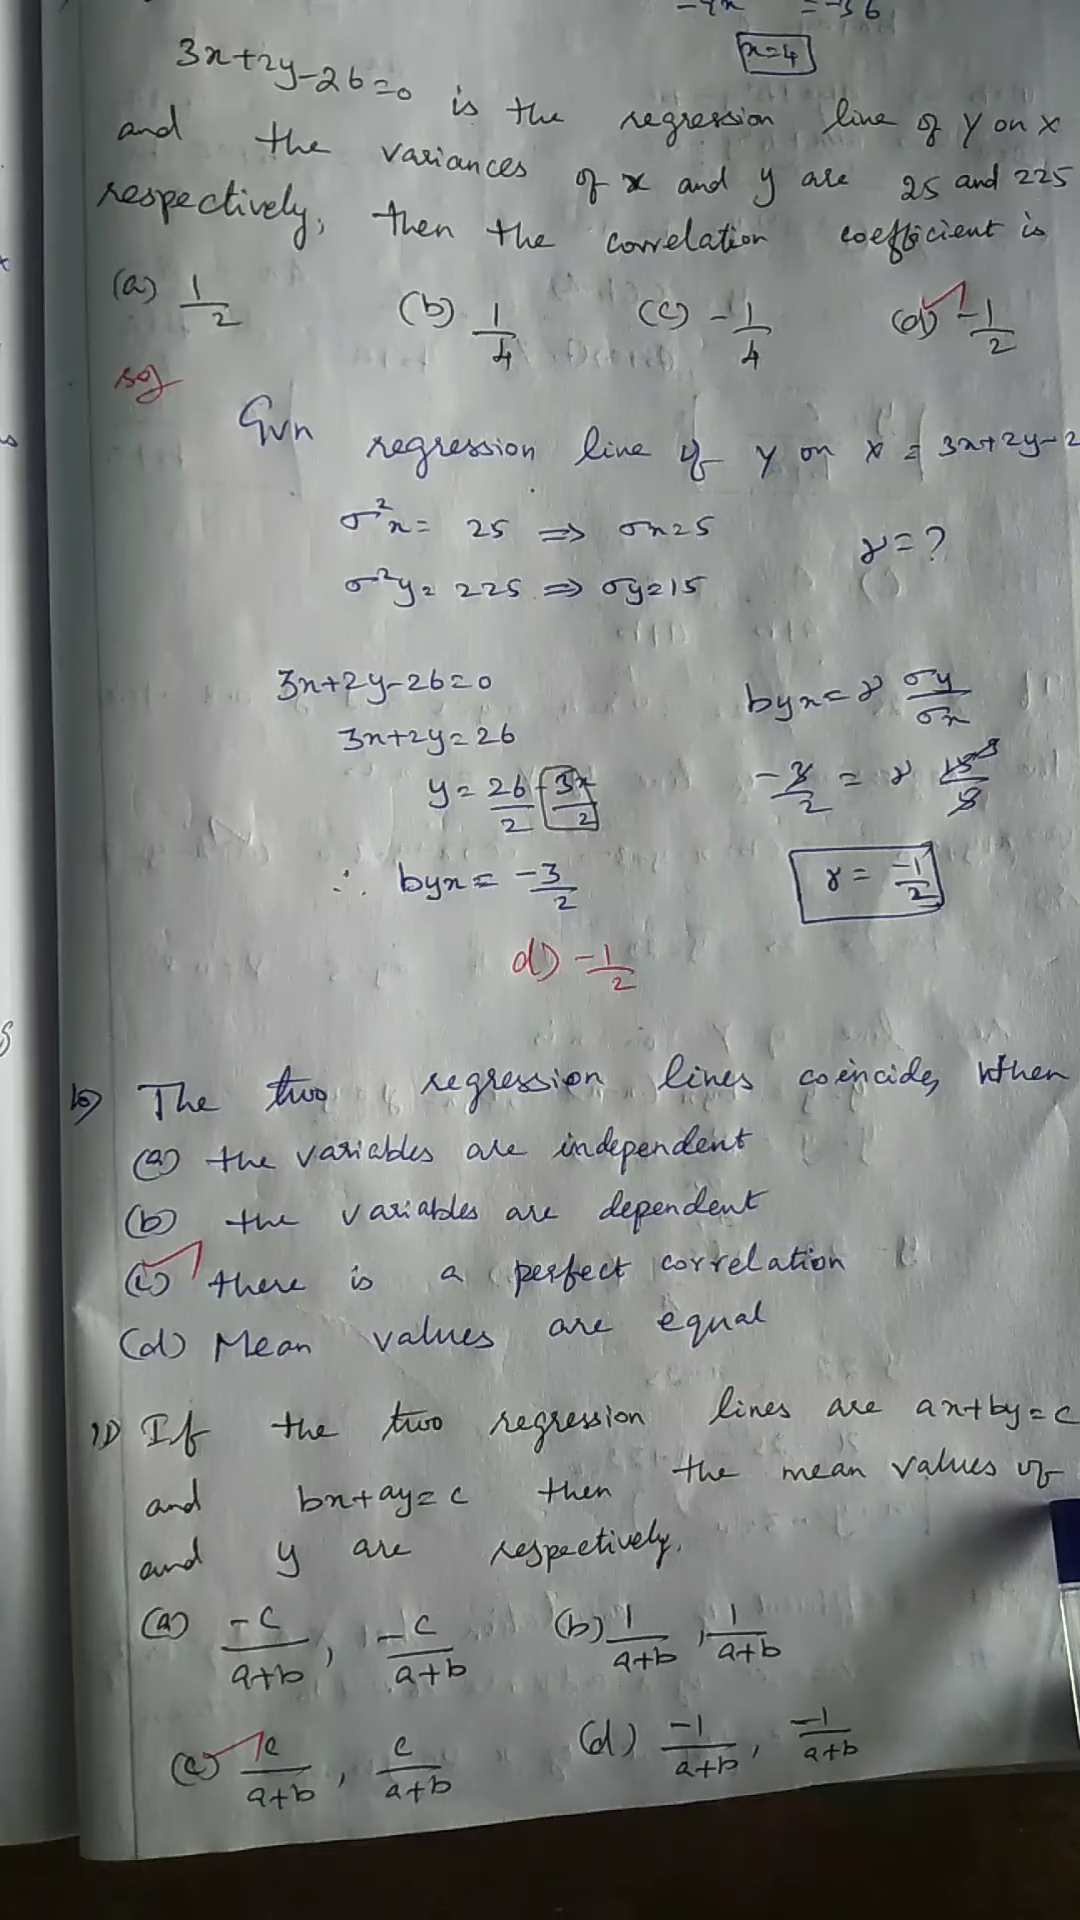 = -36
x=4
3x+2y-26=0 is the regression line of y on x
and the variances of x and y are 25 and 225
respectively, then the correlation coefficient is
(a) 1/2 (b) 1/4 (c) -1/4 (d) -1/2
sol
Gvn regression line of y on x = 3x+2y-2
σ²x = 25 ⇒ σx=5
r=?
σ²y = 225 ⇒ σy=15
3x+2y-26=0
byx = r σy/σx
3x+2y=26
y = 26/2 - 3x/2
-3/2 = r 15³/5
∴ byx = -3/2
r = -1/2
d) -1/2
The two regression lines coincide, when
(a) the variables are independent
(b) the variables are dependent
(c) there is a perfect correlation
(d) Mean values are equal
If the two regression lines are ax+by=c
and bx+ay=c then the mean values of
and y are respectively.
(a) -c/a+b, -c/a+b (b) 1/a+b, 1/a+b
(c) c/a+b, c/a+b (d) -1/a+b, -1/a+b